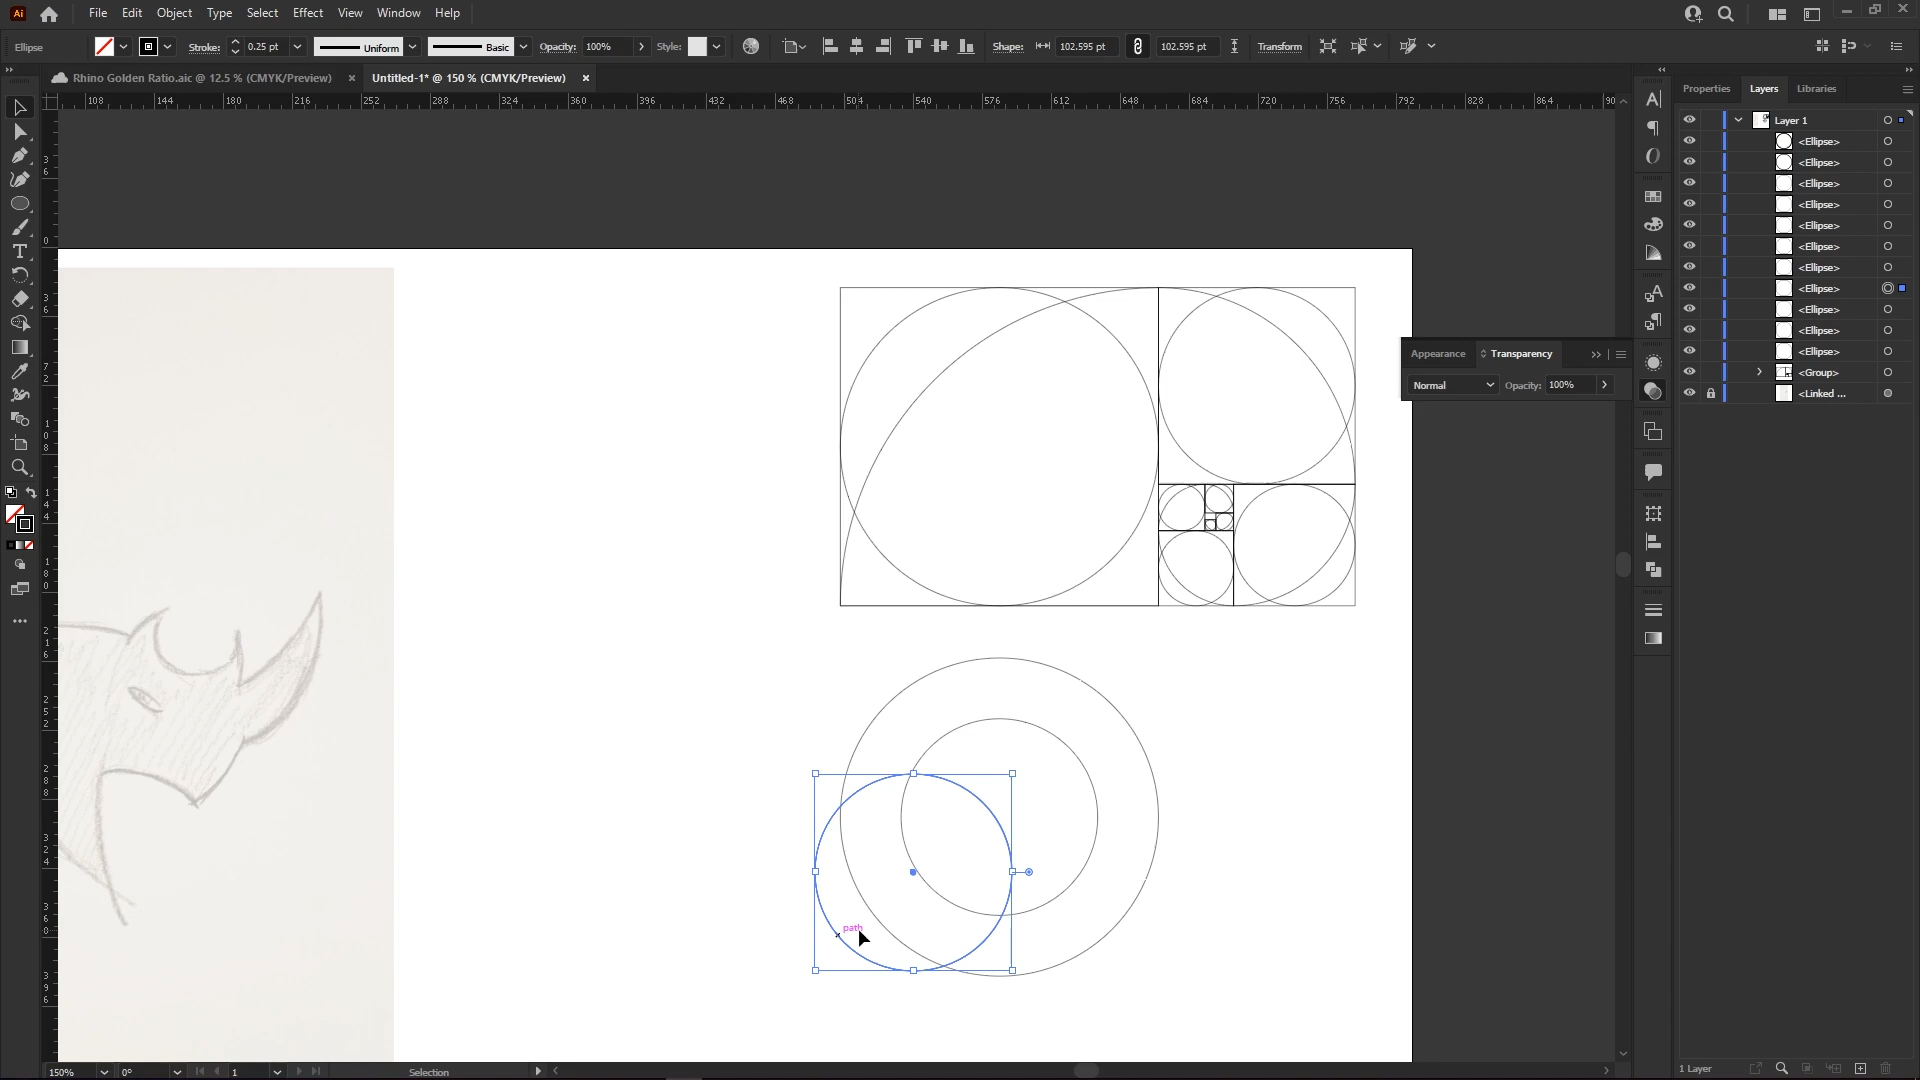 Ai File Edit Object Type Select Effect View Window Help
Ellipse Stroke: 0.25 pt Uniform Basic Opacity: 100% Style: Shape: 102.595 pt 102.595 pt Transform
Rhino Golden Ratio.aic @ 12.5 % (CMYK/Preview) × Untitled-1* @ 150 % (CMYK/Preview) ×
108 144 180 216 252 288 324 360 396 432 468 504 540 576 612 648 684 720 756 792 828 864 90
Properties Layers Libraries
Layer 1
<Ellipse>
<Ellipse>
<Ellipse>
<Ellipse>
<Ellipse>
<Ellipse>
<Ellipse>
<Ellipse>
<Ellipse>
<Ellipse>
<Ellipse>
<Group>
<Linked ...
Appearance Transparency
Normal Opacity: 100%
path
150% 0° 1 Selection
1 Layer